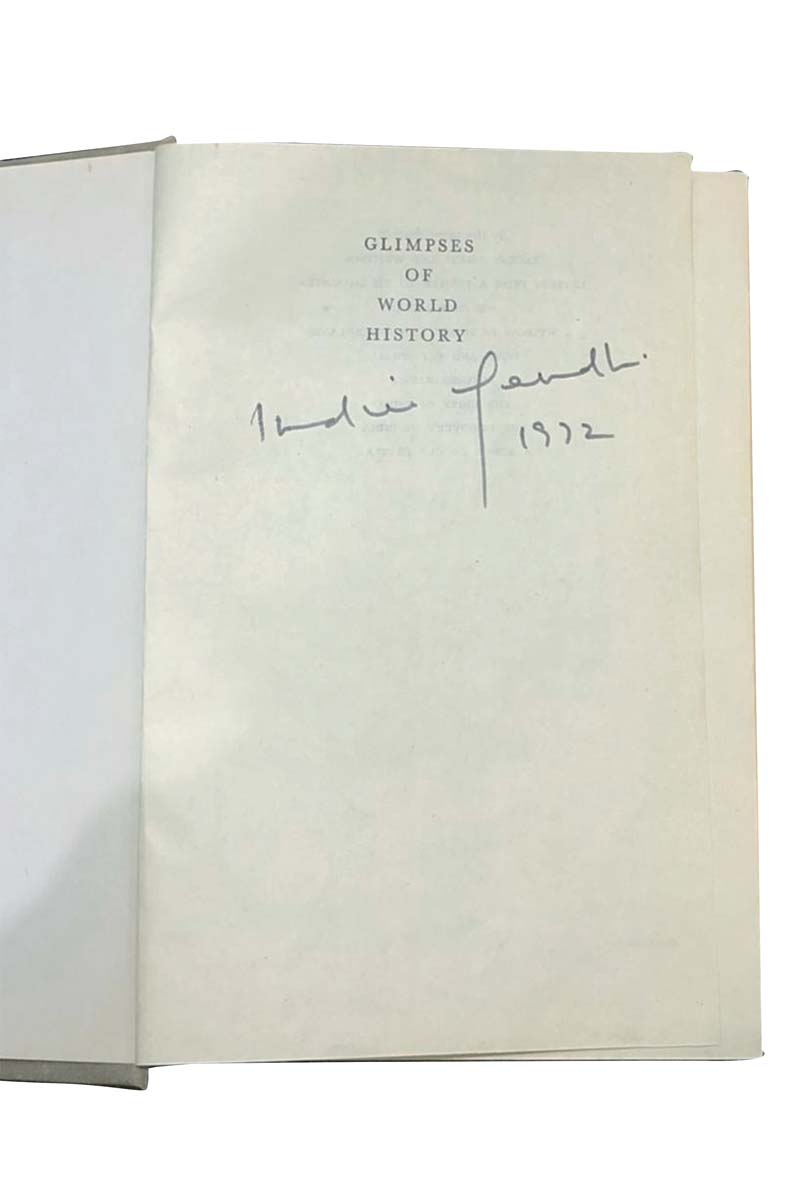 GLIMPSES
OF
WORLD
HISTORY
Indira Gandhi
1972